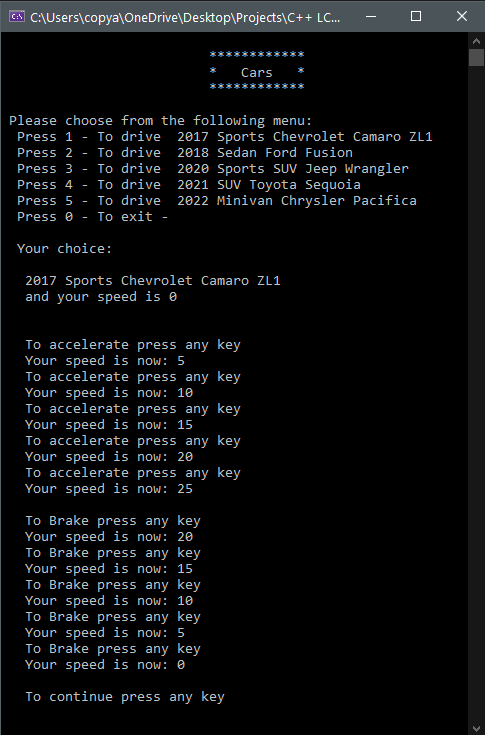 C:\Users\copya\OneDrive\Desktop\Projects\C++ LC...
************
*   Cars   *
************
Please choose from the following menu:
Press 1 - To drive  2017 Sports Chevrolet Camaro ZL1
Press 2 - To drive  2018 Sedan Ford Fusion
Press 3 - To drive  2020 Sports SUV Jeep Wrangler
Press 4 - To drive  2021 SUV Toyota Sequoia
Press 5 - To drive  2022 Minivan Chrysler Pacifica
Press 0 - To exit -
Your choice:
2017 Sports Chevrolet Camaro ZL1
and your speed is 0
To accelerate press any key
Your speed is now: 5
To accelerate press any key
Your speed is now: 10
To accelerate press any key
Your speed is now: 15
To accelerate press any key
Your speed is now: 20
To accelerate press any key
Your speed is now: 25
To Brake press any key
Your speed is now: 20
To Brake press any key
Your speed is now: 15
To Brake press any key
Your speed is now: 10
To Brake press any key
Your speed is now: 5
To Brake press any key
Your speed is now: 0
To continue press any key